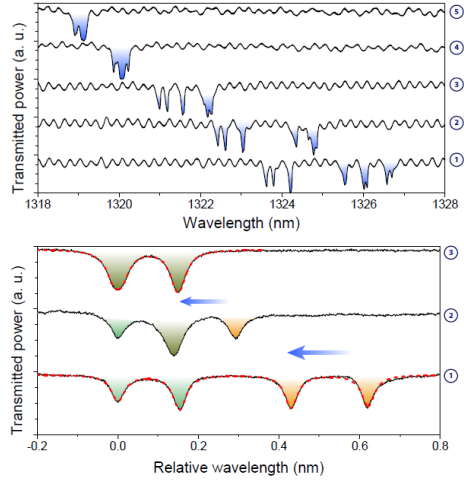 Transmitted power (a. u.)
5
4
3
2
1
1318 1320 1322 1324 1326 1328
Wavelength (nm)
Transmitted power (a. u.)
3
2
1
-0.2 0.0 0.2 0.4 0.6 0.8
Relative wavelength (nm)